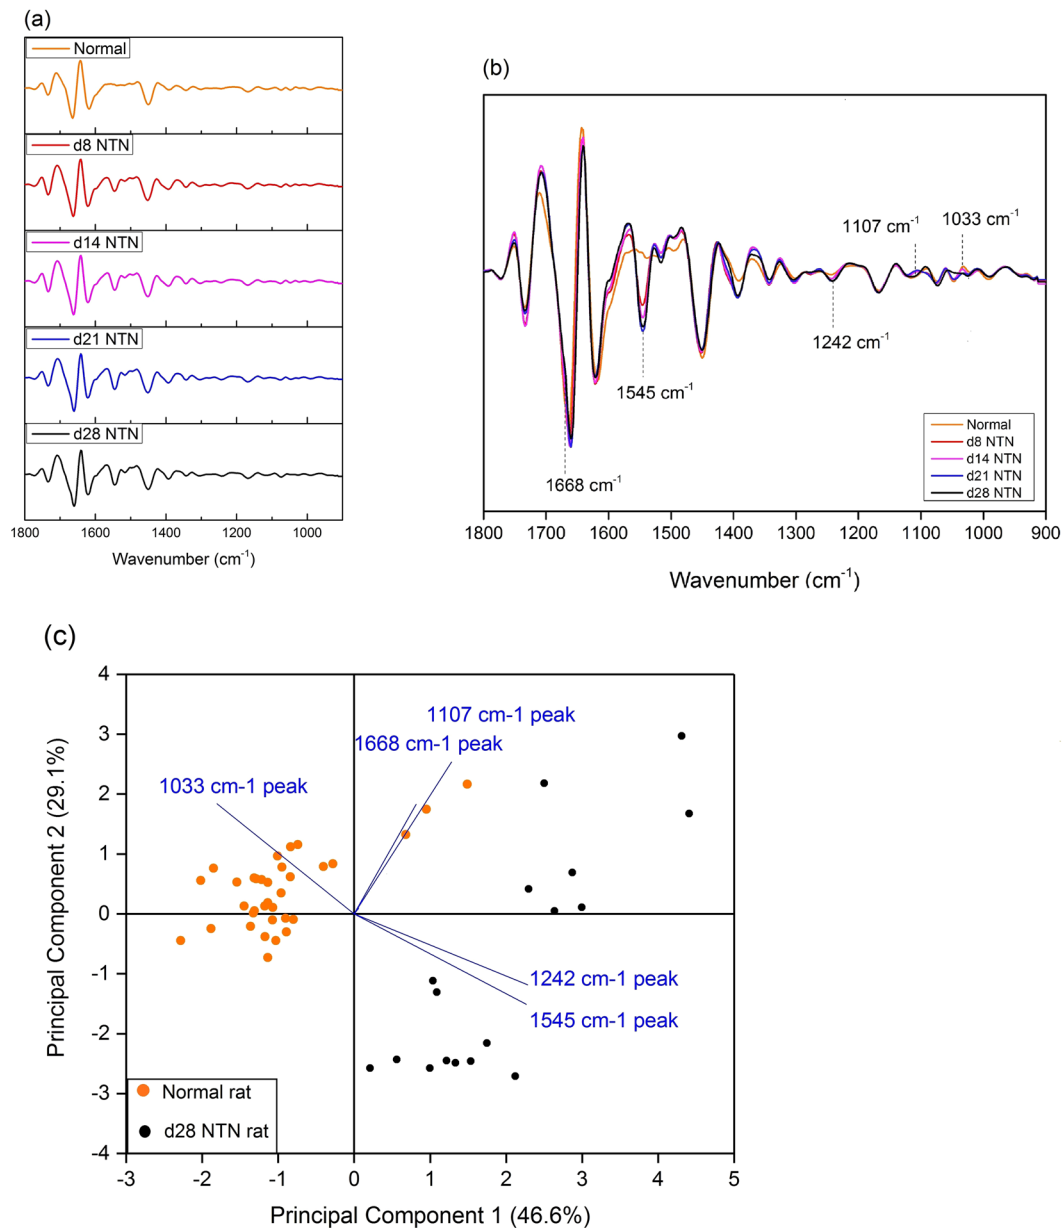 (a)
Normal
d8 NTN
d14 NTN
d21 NTN
d28 NTN
1800 1600 1400 1200 1000
Wavenumber (cm-1)
(b)
1107 cm-1
1033 cm-1
1242 cm-1
1545 cm-1
1668 cm-1
Normal
d8 NTN
d14 NTN
d21 NTN
d28 NTN
1800 1700 1600 1500 1400 1300 1200 1100 1000 900
Wavenumber (cm-1)
(c)
4
3
2
1
0
-1
-2
-3
-4
Principal Component 2 (29.1%)
1107 cm-1 peak
1668 cm-1 peak
1033 cm-1 peak
1242 cm-1 peak
1545 cm-1 peak
Normal rat
d28 NTN rat
-3 -2 -1 0 1 2 3 4 5
Principal Component 1 (46.6%)